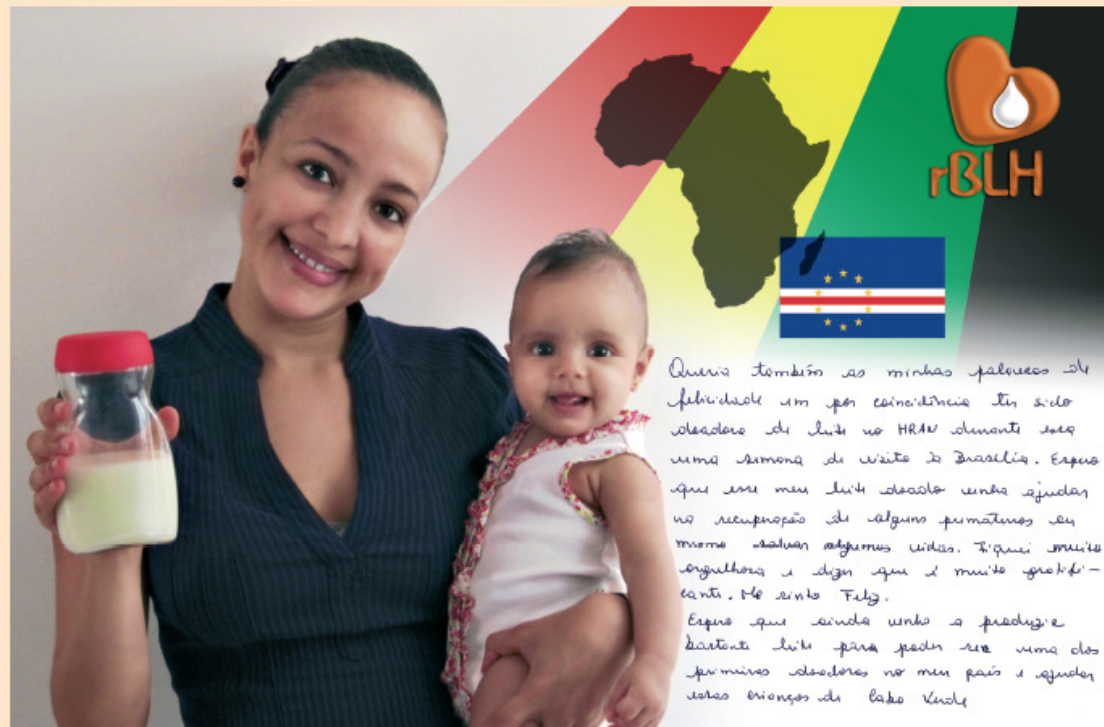 rBLH
Queria também as minhas palavras de
felicidade em por coincidência ter sido
doadora de leite no HRAN durante essa
uma semana de visita à Brasília. Espero
que esse meu leite doado venha ajudar
na recuperação de alguns prematuros ou
mesmo salvar algumas vidas. Fiquei muito
orgulhosa e dizer que é muito gratifi-
cante. Me sinto Feliz.
Espero que ainda venho a produzir
bastante leite para poder ser uma das
primeiras doadoras no meu país e ajudar
essas crianças de Cabo Verde